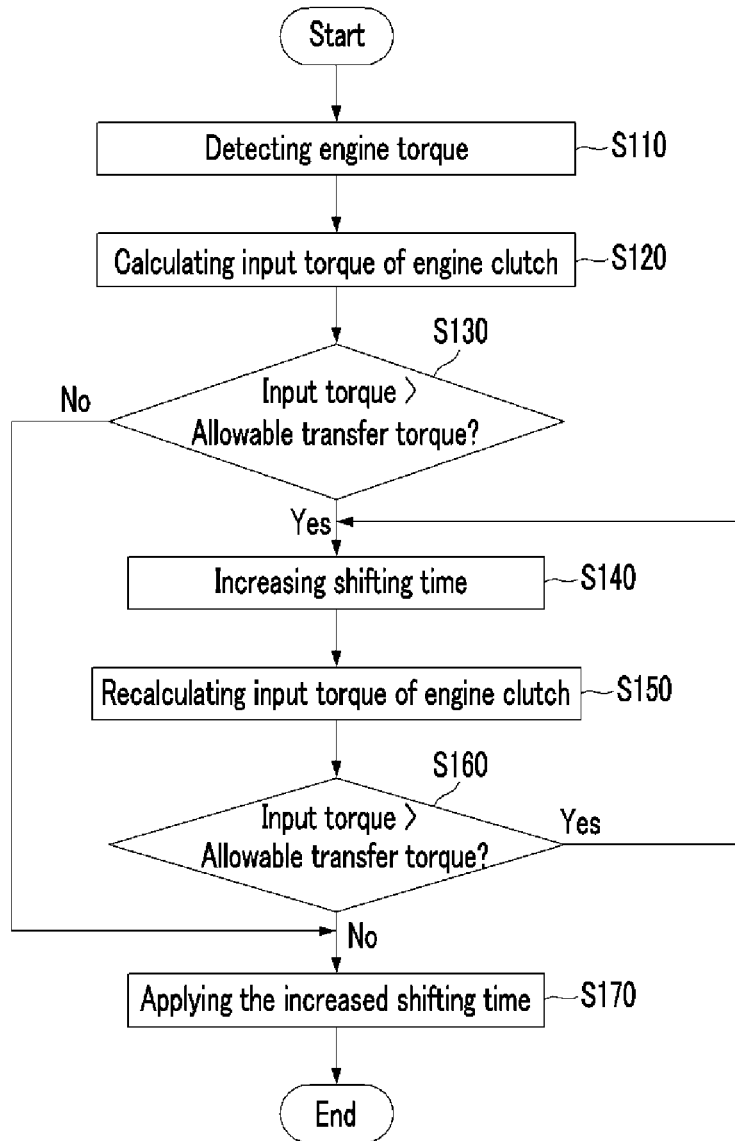 Start
Detecting engine torque
S110
Calculating input torque of engine clutch
S120
S130
Input torque >
Allowable transfer torque?
No
Yes
Increasing shifting time
S140
Recalculating input torque of engine clutch
S150
S160
Input torque >
Allowable transfer torque?
Yes
No
Applying the increased shifting time
S170
End